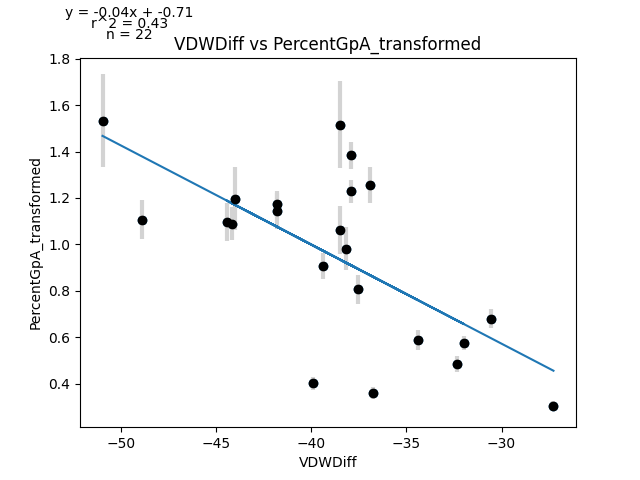 y = -0.04x + -0.71
r^2 = 0.43
n = 22
VDWDiff vs PercentGpA_transformed
PercentGpA_transformed
1.8
1.6
1.4
1.2
1.0
0.8
0.6
0.4
−50
−45
−40
−35
−30
VDWDiff